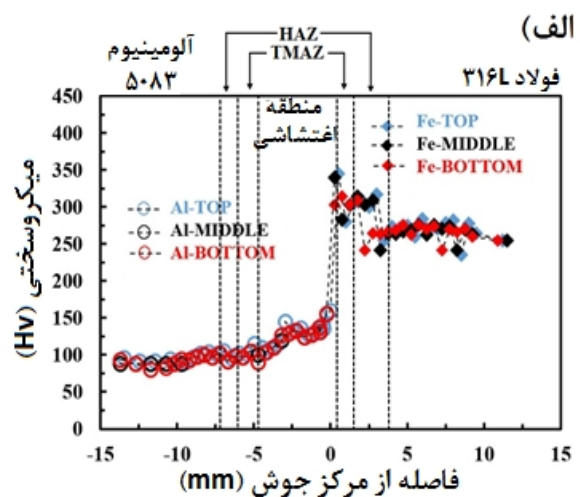 الف)
HAZ
TMAZ
آلومینیوم
۵۰۸۳
فولاد ۳۱۶L
منطقه
اغتشاشی
Fe-TOP
Fe-MIDDLE
Fe-BOTTOM
Al-TOP
Al-MIDDLE
Al-BOTTOM
میکروسختی (Hv)
450
400
350
300
250
200
150
100
50
0
-15 -10 -5 0 5 10 15
فاصله از مرکز جوش (mm)